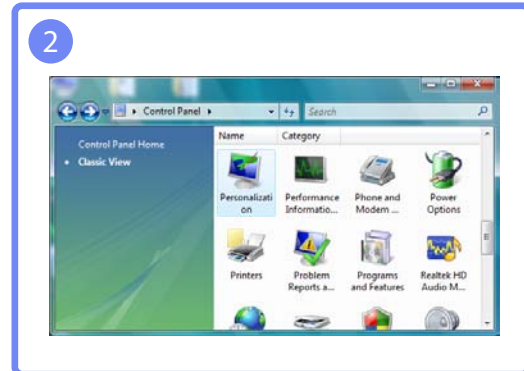 2
Control Panel
Search
Control Panel Home
Classic View
Name Category
Personalizati
on
Performance
Informatio...
Phone and
Modem ...
Power
Options
Printers
Problem
Reports a...
Programs
and Features
Realtek HD
Audio M...